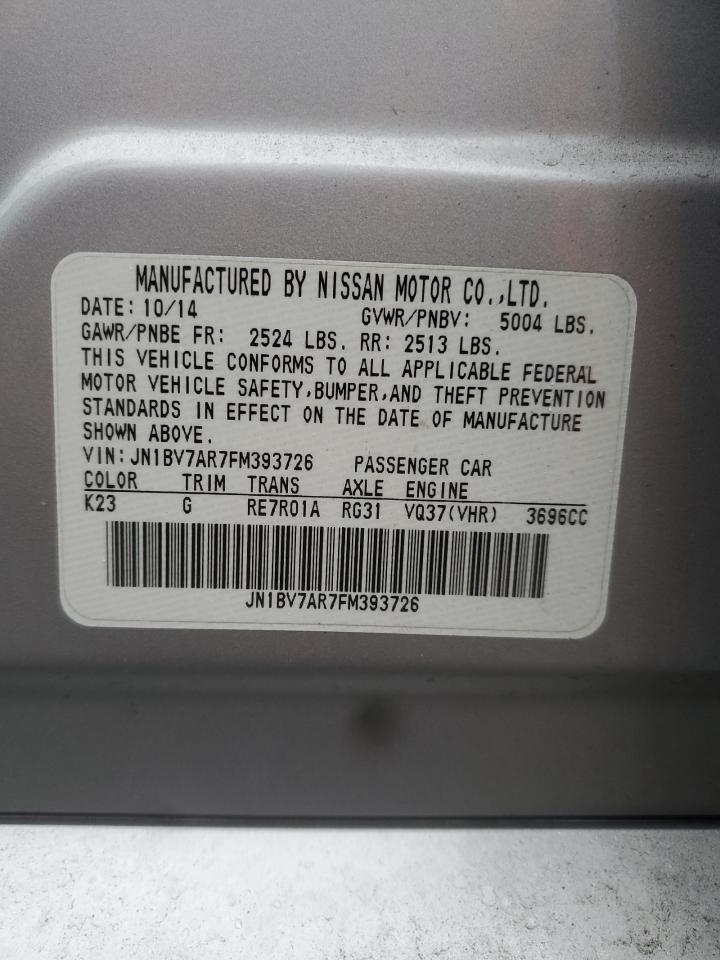 MANUFACTURED BY NISSAN MOTOR CO.,LTD.
DATE: 10/14 GVWR/PNBV: 5004 LBS.
GAWR/PNBE FR: 2524 LBS. RR: 2513 LBS.
THIS VEHICLE CONFORMS TO ALL APPLICABLE FEDERAL
MOTOR VEHICLE SAFETY,BUMPER,AND THEFT PREVENTION
STANDARDS IN EFFECT ON THE DATE OF MANUFACTURE
SHOWN ABOVE.
VIN:JN1BV7AR7FM393726 PASSENGER CAR
COLOR TRIM TRANS AXLE ENGINE
K23 G RE7R01A RG31 VQ37(VHR) 3696CC
JN1BV7AR7FM393726